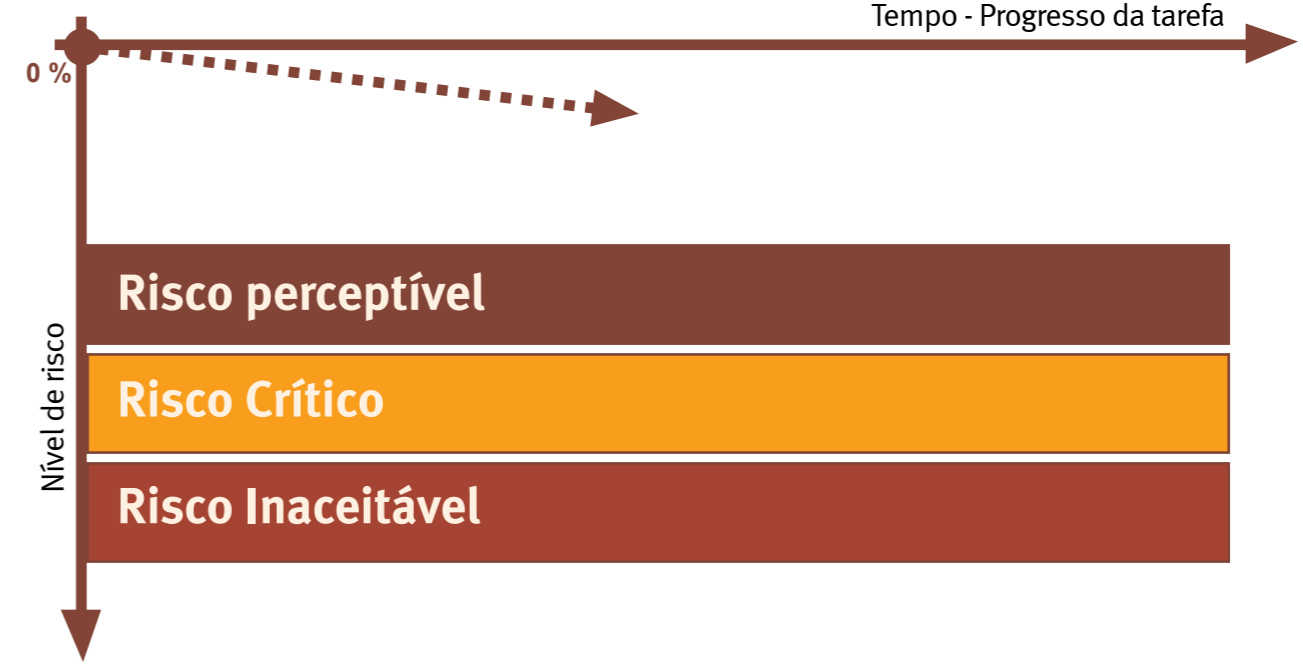 Tempo - Progresso da tarefa
0 %
Risco perceptível
Nível de risco
Risco Crítico
Risco Inaceitável